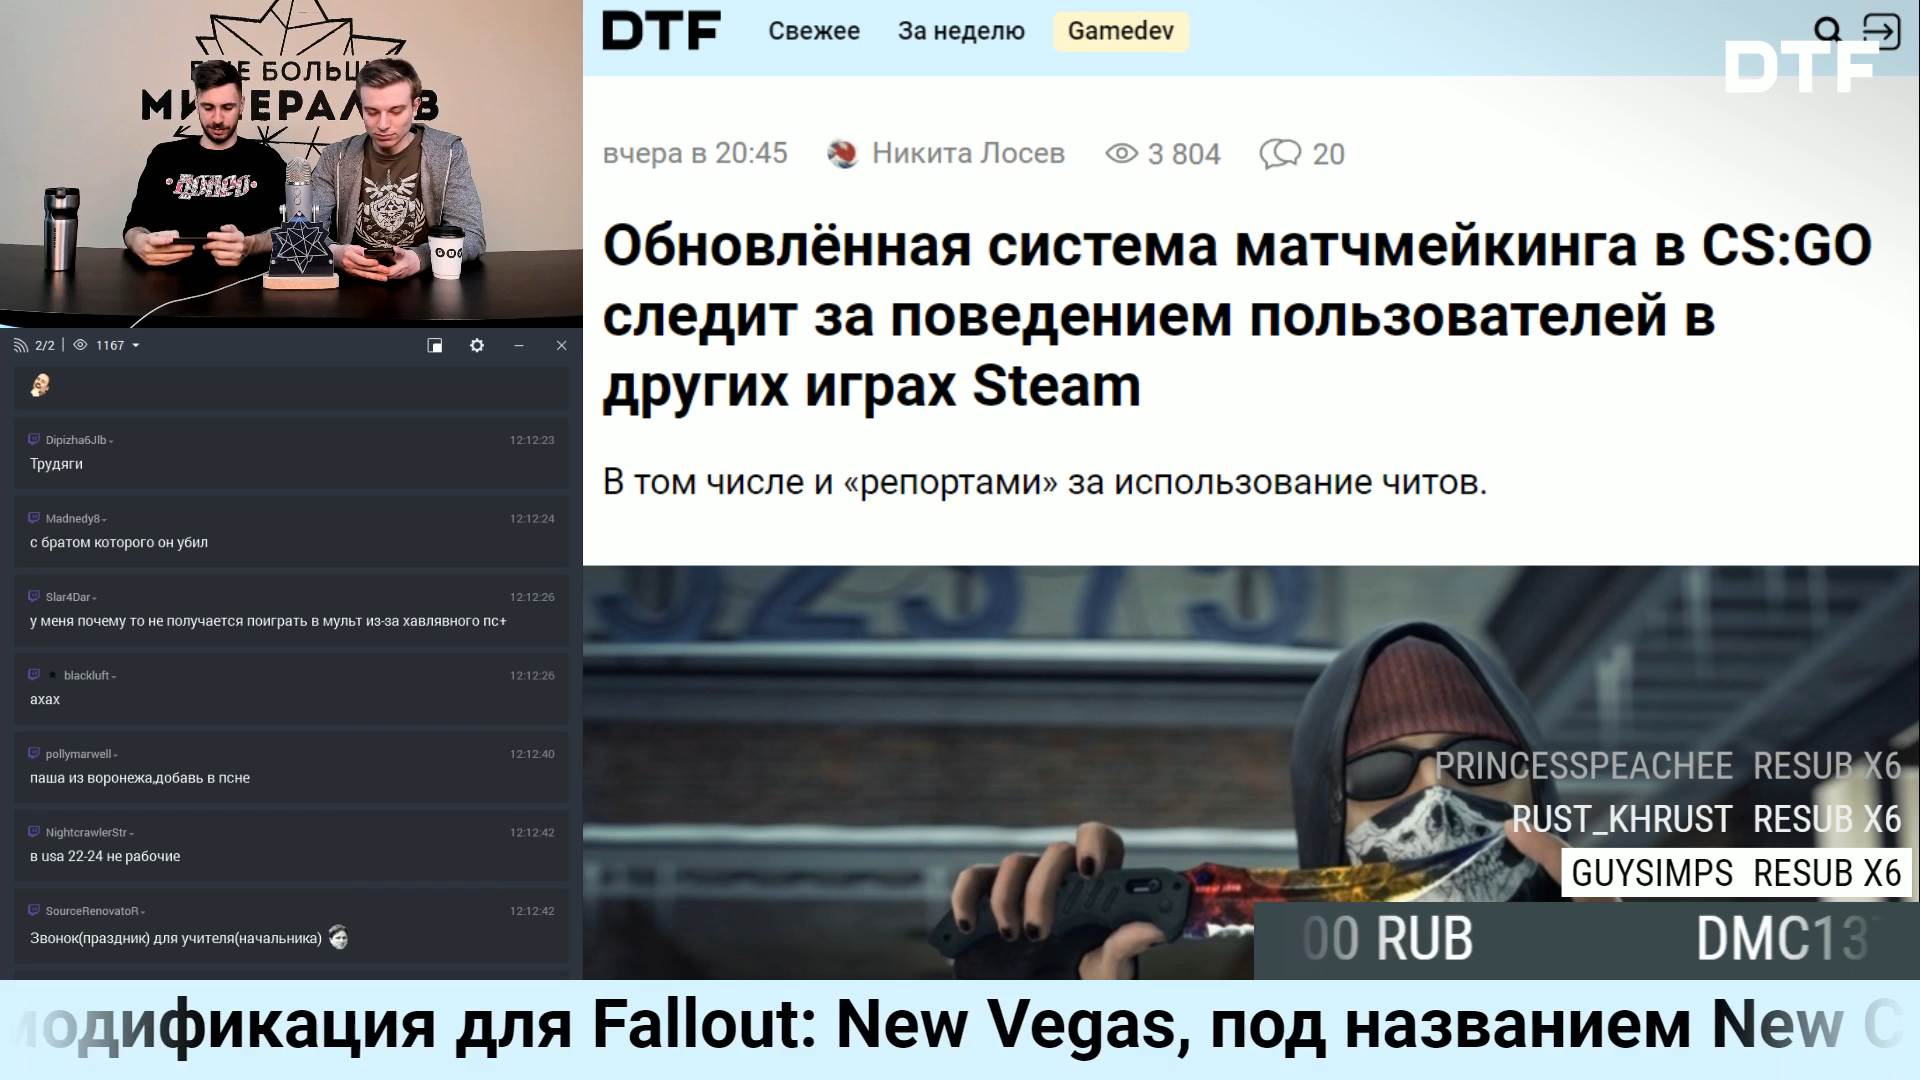 БОЛЬШ
DTF
Свежее
За неделю
Gamedev
DTF
вчера в 20:45
Никита Лосев
3 804
20
Обновлённая система матчмейкинга в CS:GO
следит за поведением пользователей в
других играх Steam
В том числе и «репортами» за использование читов.
2/2
1167
Dipizha6Jlb
12:12:23
Трудяги
Madnedy8
12:12:24
с братом которого он убил
Slar4Dar
12:12:26
у меня почему то не получается поиграть в мульт из-за хавлявного пс+
blackluft
12:12:26
ахах
pollymarwell
12:12:40
паша из воронежа,добавь в псне
NightcrawlerStr
12:12:42
в usa 22-24 не рабочие
SourceRenovatoR
12:12:42
Звонок(праздник) для учителя(начальника)
PRINCESSPEACHEE RESUB X6
RUST_KHRUST RESUB X6
GUYSIMPS RESUB X6
00 RUB
DMC13
модификация для Fallout: New Vegas, под названием New C